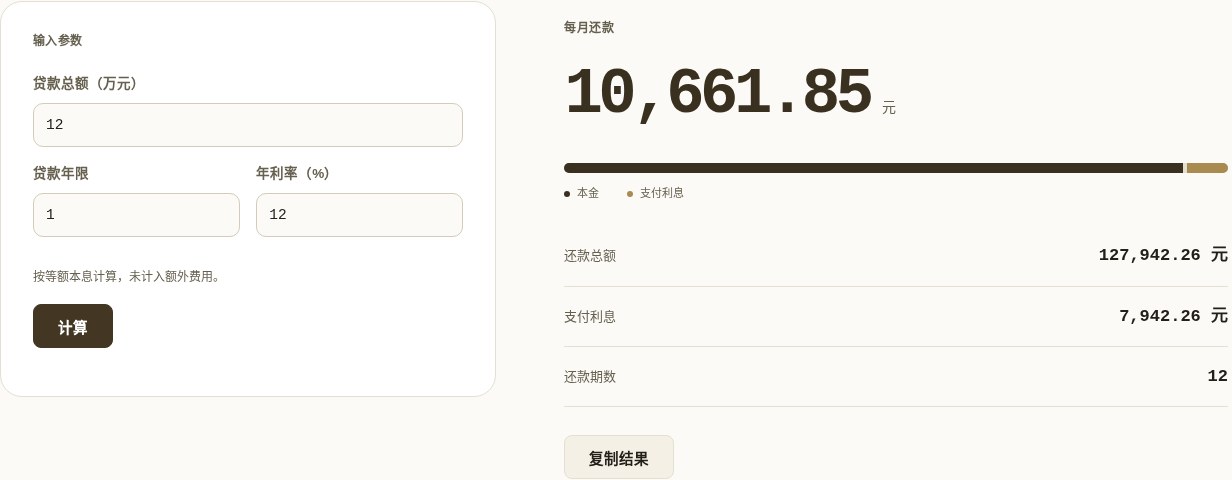 输入参数
贷款总额（万元）
12
贷款年限
年利率（%）
1
12
按等额本息计算，未计入额外费用。
计算
每月还款
10,661.85 元
本金
支付利息
还款总额
127,942.26 元
支付利息
7,942.26 元
还款期数
12
复制结果